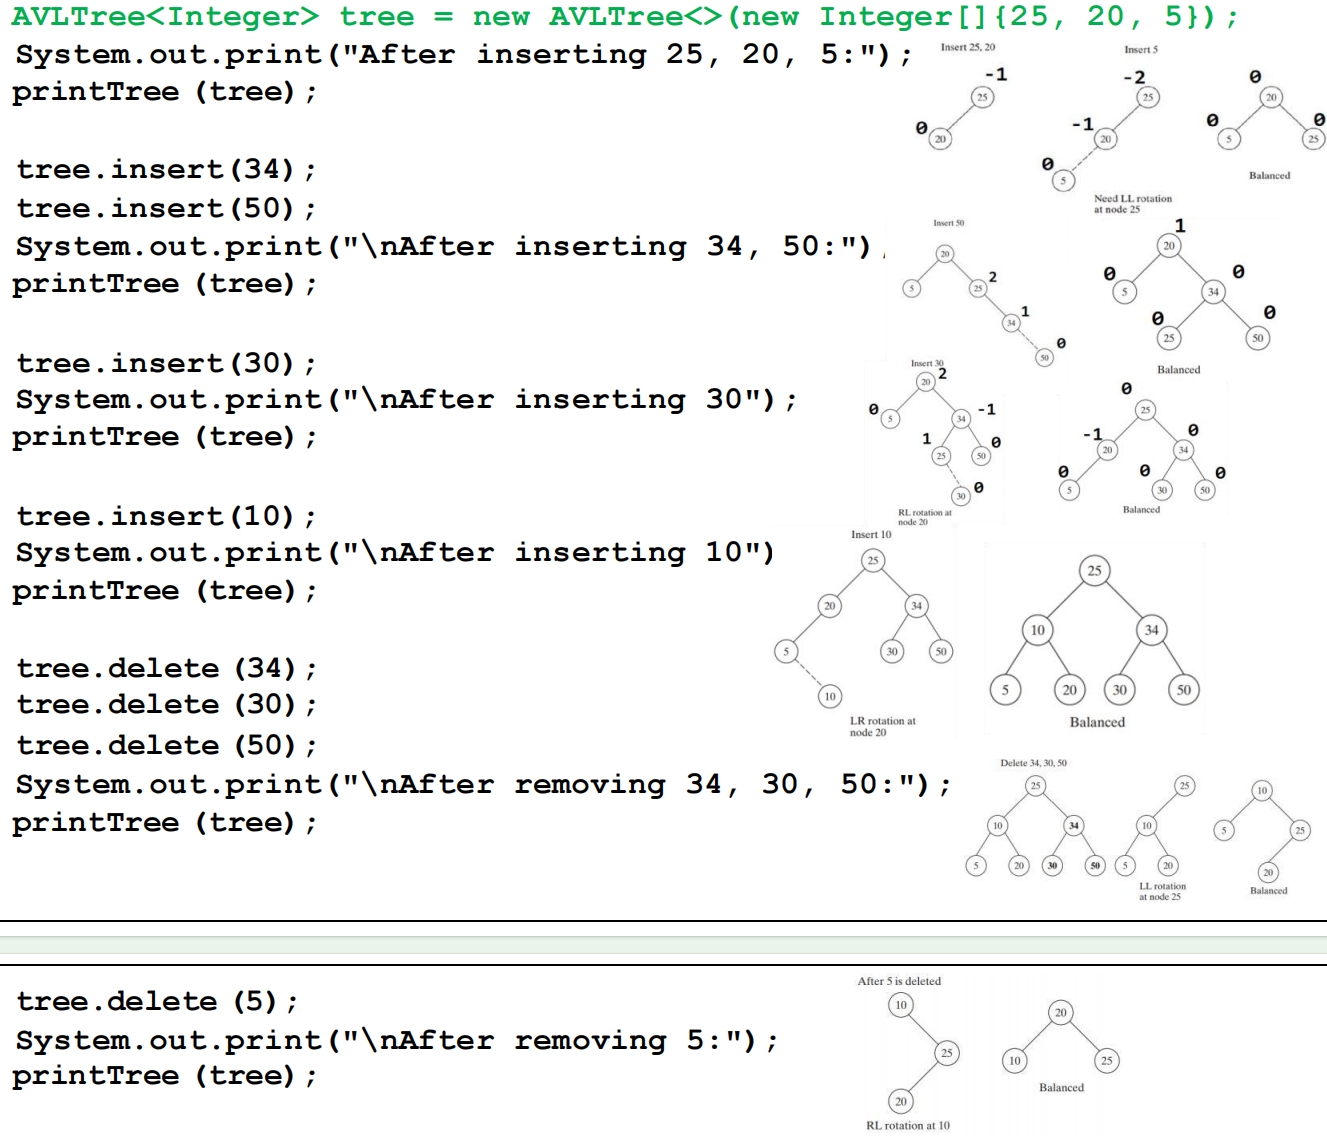 AVLTree<Integer> tree = new AVLTree<>(new Integer[]{25, 20, 5});
System.out.print("After inserting 25, 20, 5:");
printTree (tree);
Insert 25, 20
-1
25
0
20
Insert 5
-2
25
-1
20
0
5
Need LL rotation
at node 25
0
20
0
0
5
25
Balanced
tree.insert(34);
tree.insert(50);
System.out.print("\nAfter inserting 34, 50:")
printTree (tree);
Insert 50
20
5
25
2
34
1
50
0
1
20
0
0
5
34
0
0
25
50
Balanced
tree.insert(30);
System.out.print("\nAfter inserting 30");
printTree (tree);
Insert 30
2
20
0
5
-1
34
1
0
25
50
0
30
RL rotation at
node 20
0
25
-1
0
20
34
0
0
0
5
30
50
Balanced
tree.insert(10);
System.out.print("\nAfter inserting 10")
printTree (tree);
Insert 10
25
20
34
5
30
50
10
LR rotation at
node 20
25
10
34
5
20
30
50
Balanced
tree.delete (34);
tree.delete (30);
tree.delete (50);
System.out.print("\nAfter removing 34, 30, 50:");
printTree (tree);
Delete 34, 30, 50
25
10
34
5
20
30
50
25
10
5
20
LL rotation
at node 25
10
5
25
20
Balanced
tree.delete (5);
System.out.print("\nAfter removing 5:");
printTree (tree);
After 5 is deleted
10
25
20
RL rotation at 10
20
10
25
Balanced